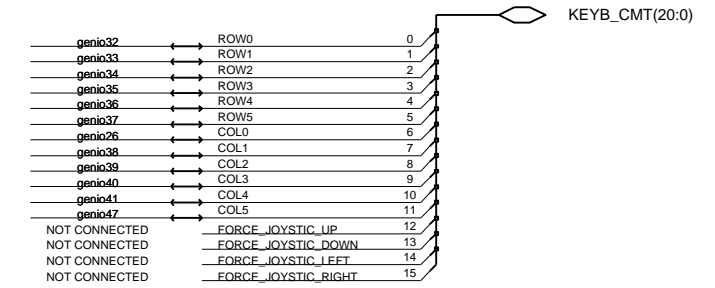 KEYB_CMT(20:0)
genio32 ROW0 0
genio33 ROW1 1
genio34 ROW2 2
genio35 ROW3 3
genio36 ROW4 4
genio37 ROW5 5
genio26 COL0 6
genio38 COL1 7
genio39 COL2 8
genio40 COL3 9
genio41 COL4 10
genio47 COL5 11
NOT CONNECTED FORCE_JOYSTIC_UP 12
NOT CONNECTED FORCE_JOYSTIC_DOWN 13
NOT CONNECTED FORCE_JOYSTIC_LEFT 14
NOT CONNECTED FORCE_JOYSTIC_RIGHT 15